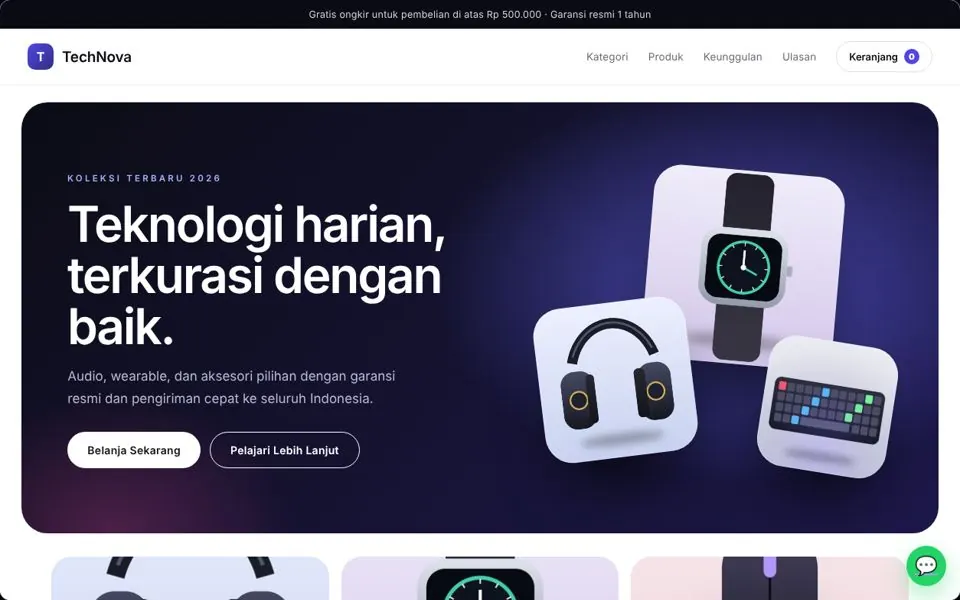 Gratis ongkir untuk pembelian di atas Rp 500.000 · Garansi resmi 1 tahun
T TechNova
Kategori Produk Keunggulan Ulasan Keranjang 0
KOLEKSI TERBARU 2026
Teknologi harian,
terkurasi dengan
baik.
Audio, wearable, dan aksesori pilihan dengan garansi
resmi dan pengiriman cepat ke seluruh Indonesia.
Belanja Sekarang Pelajari Lebih Lanjut